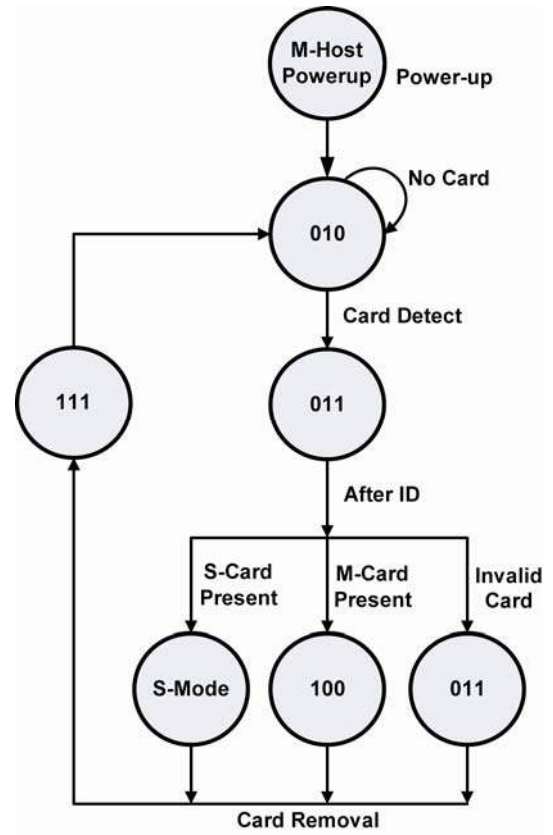 M-Host
Powerup
Power-up
No Card
010
Card Detect
111
011
After ID
S-Card
Present
M-Card
Present
Invalid
Card
S-Mode
100
011
Card Removal